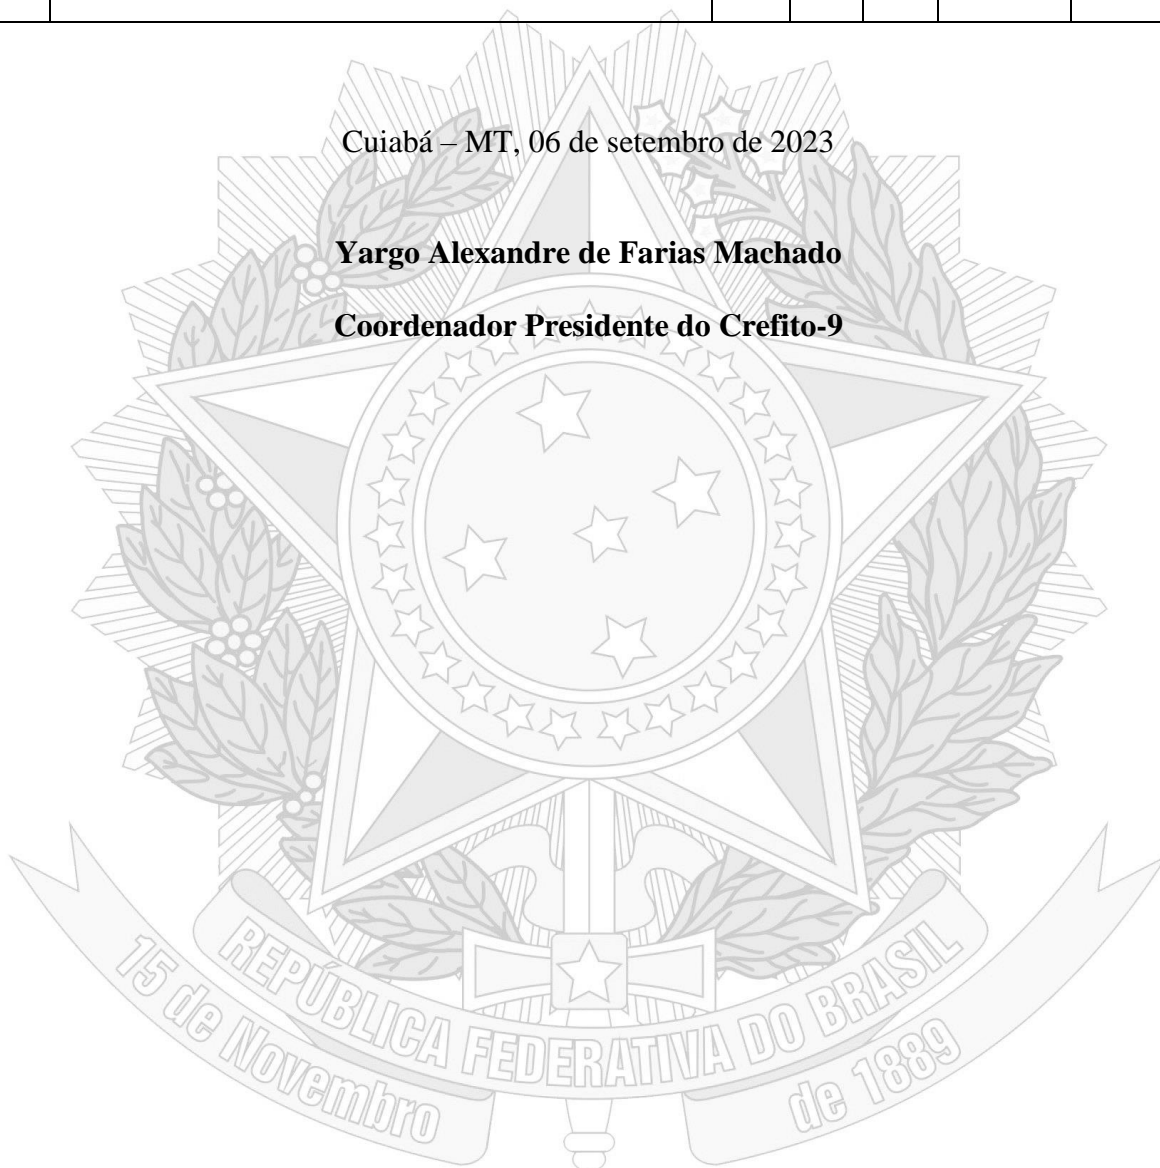 Cuiabá – MT, 06 de setembro de 2023
Yargo Alexandre de Farias Machado
Coordenador Presidente do Crefito-9
REPÚBLICA FEDERATIVA DO BRASIL
15 de Novembro
de 1889